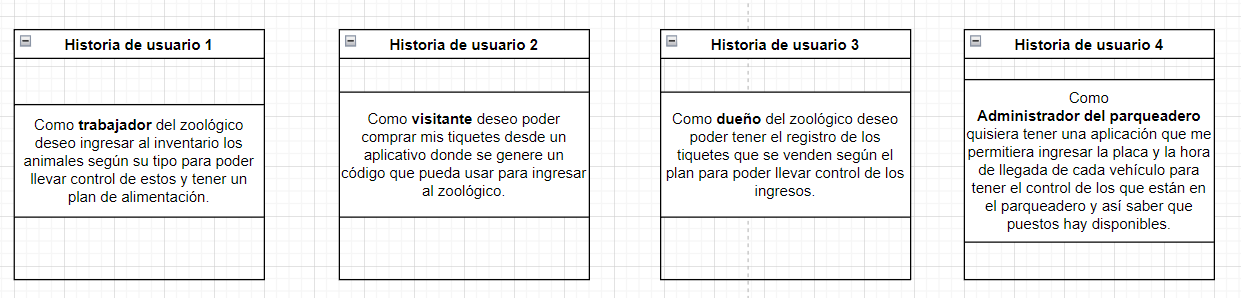 Historia de usuario 1
Como trabajador del zoológico
deseo ingresar al inventario los
animales según su tipo para poder
llevar control de estos y tener un
plan de alimentación.
Historia de usuario 2
Como visitante deseo poder
comprar mis tiquetes desde un
aplicativo donde se genere un
código que pueda usar para ingresar
al zoológico.
Historia de usuario 3
Como dueño del zoológico deseo
poder tener el registro de los
tiquetes que se venden según el
plan para poder llevar control de los
ingresos.
Historia de usuario 4
Como
Administrador del parqueadero
quisiera tener una aplicación que me
permitiera ingresar la placa y la hora
de llegada de cada vehículo para
tener el control de los que están en
el parqueadero y así saber que
puestos hay disponibles.